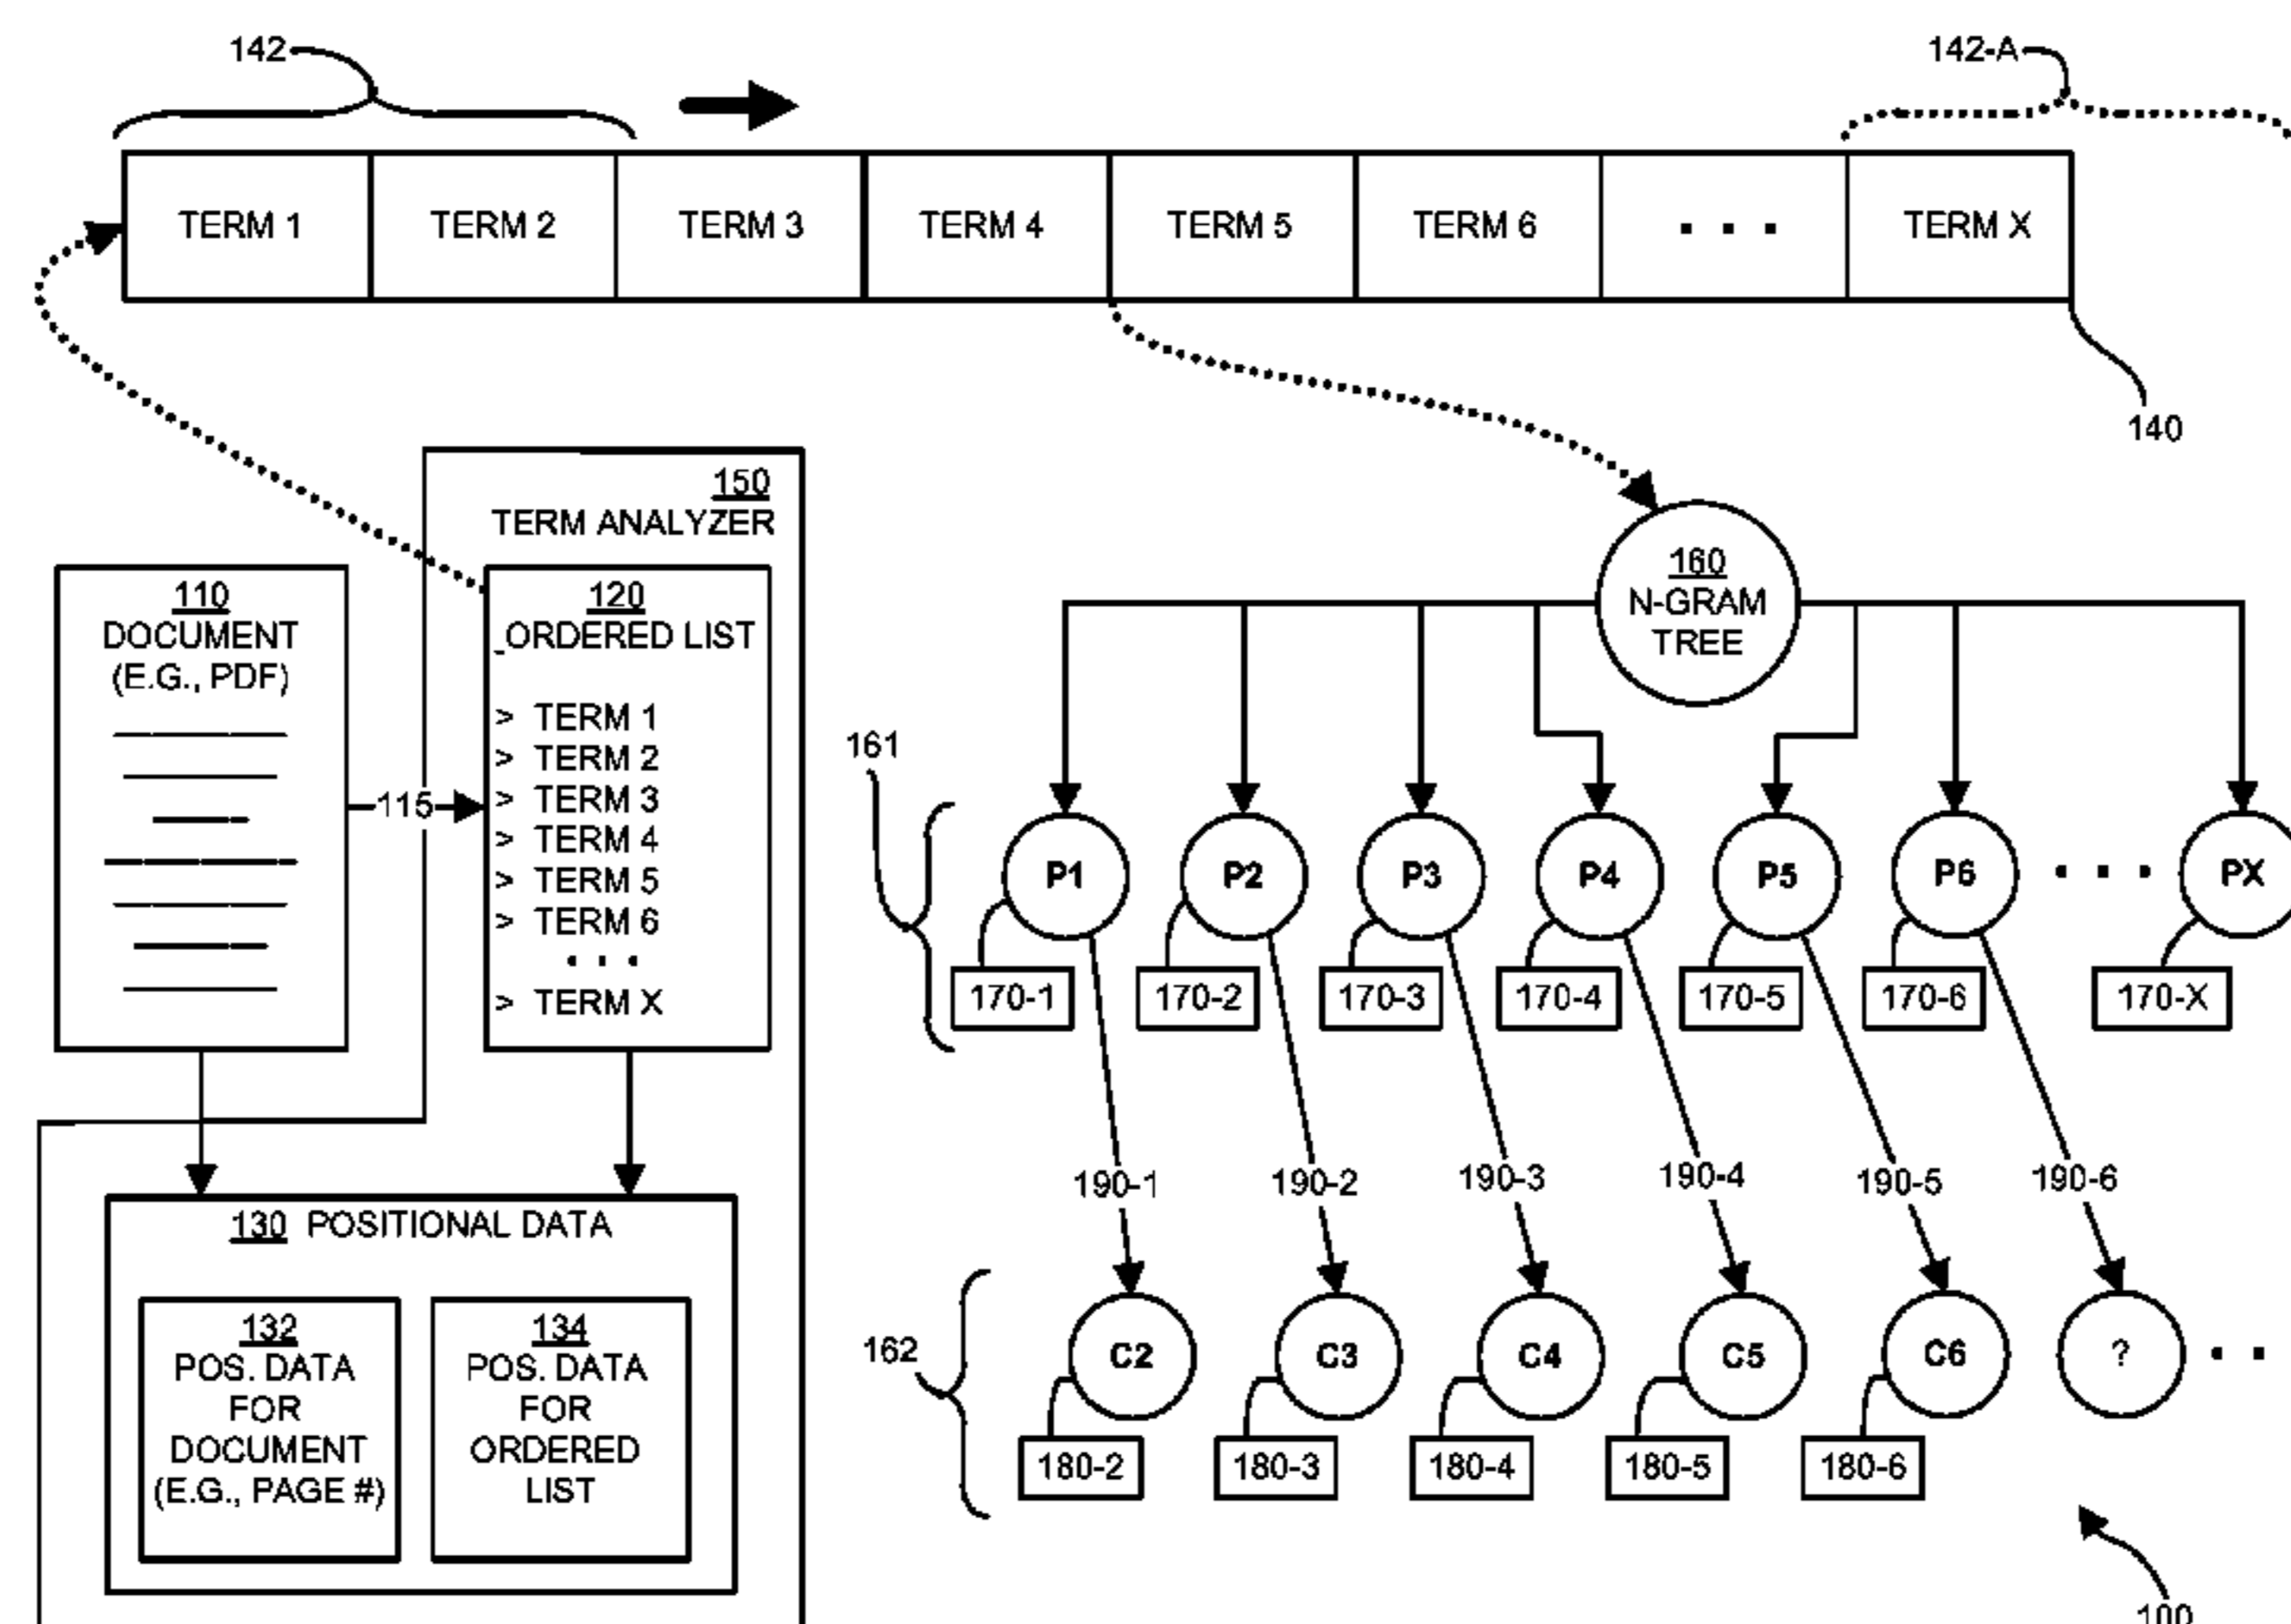 142
142-A
TERM 1 TERM 2 TERM 3 TERM 4 TERM 5 TERM 6 . . . TERM X
140
150
TERM ANALYZER
110
DOCUMENT
(E.G., PDF)
115
120
ORDERED LIST
> TERM 1
> TERM 2
> TERM 3
> TERM 4
> TERM 5
> TERM 6
. . .
> TERM X
130 POSITIONAL DATA
132
POS. DATA
FOR
DOCUMENT
(E.G., PAGE #)
134
POS. DATA
FOR
ORDERED
LIST
160
N-GRAM
TREE
161
P1 P2 P3 P4 P5 P6 . . . PX
170-1 170-2 170-3 170-4 170-5 170-6 170-X
190-1 190-2 190-3 190-4 190-5 190-6
162
C2 C3 C4 C5 C6 ? . .
180-2 180-3 180-4 180-5 180-6
100